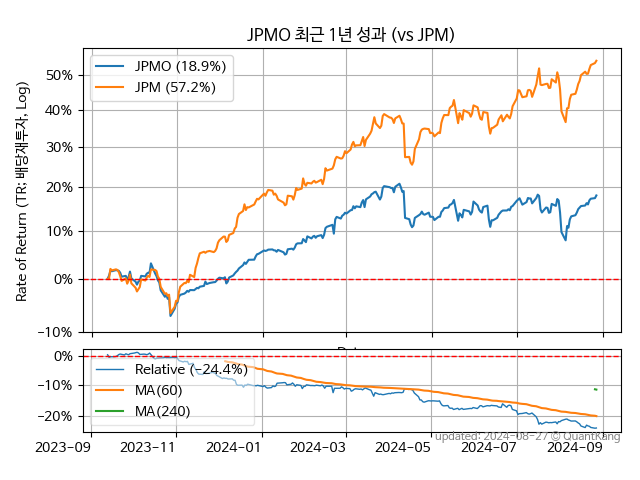 JPMO 최근 1년 성과 (vs JPM)
Rate of Return (TR: 배당재투자, Log)
JPMO (18.9%)
JPM (57.2%)
50%
40%
30%
20%
10%
0%
−10%
0%
−10%
−20%
Relative (−24.4%)
MA(60)
MA(240)
2023−09
2023−11
2024−01
2024−03
2024−05
2024−07
2024−09
updated: 2024−08−27 © QuantKang